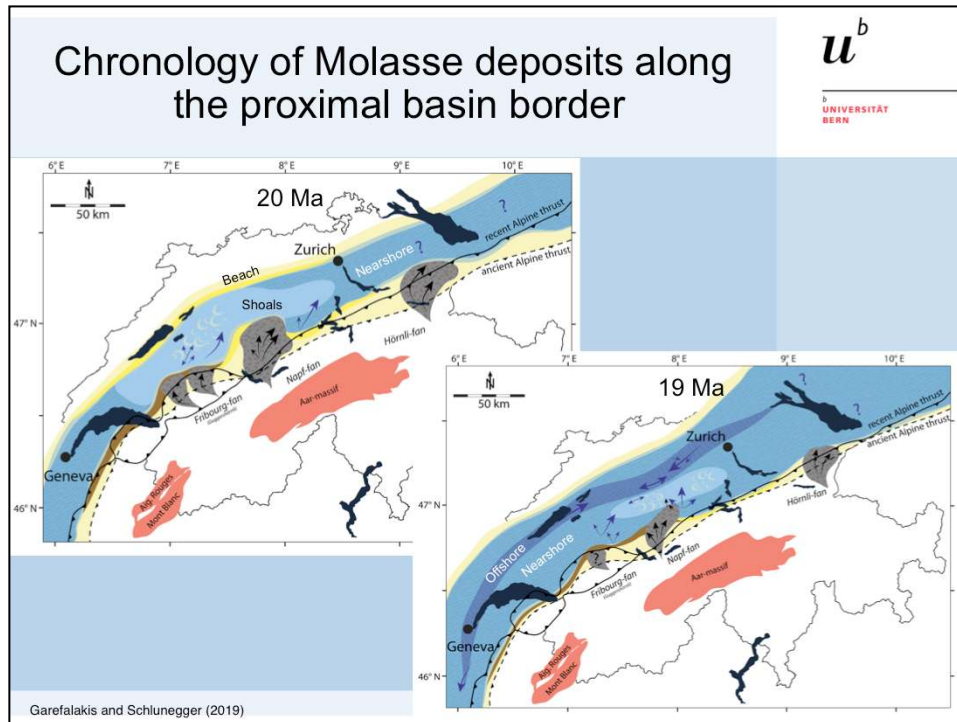 Chronology of Molasse deposits along
the proximal basin border
u^b
b
UNIVERSITÄT
BERN
6° E
7° E
8° E
9° E
10° E
N
50 km
20 Ma
?
recent Alpine thrust
Zurich
Nearshore
?
ancient Alpine thrust
Beach
Shoals
47° N
Hörnli-fan
Napf-fan
Aar-massif
Fribourg-fan
Geneva
Aig. Rouges
Mont Blanc
46° N
6° E
7° E
8° E
9° E
10° E
N
50 km
19 Ma
?
recent Alpine thrust
Zurich
ancient Alpine thrust
47° N
Hörnli-fan
Offshore
Nearshore
?
Napf-fan
Aar-massif
Fribourg-fan
Geneva
Aig. Rouges
Mont Blanc
46° N
Garefalakis and Schlunegger (2019)